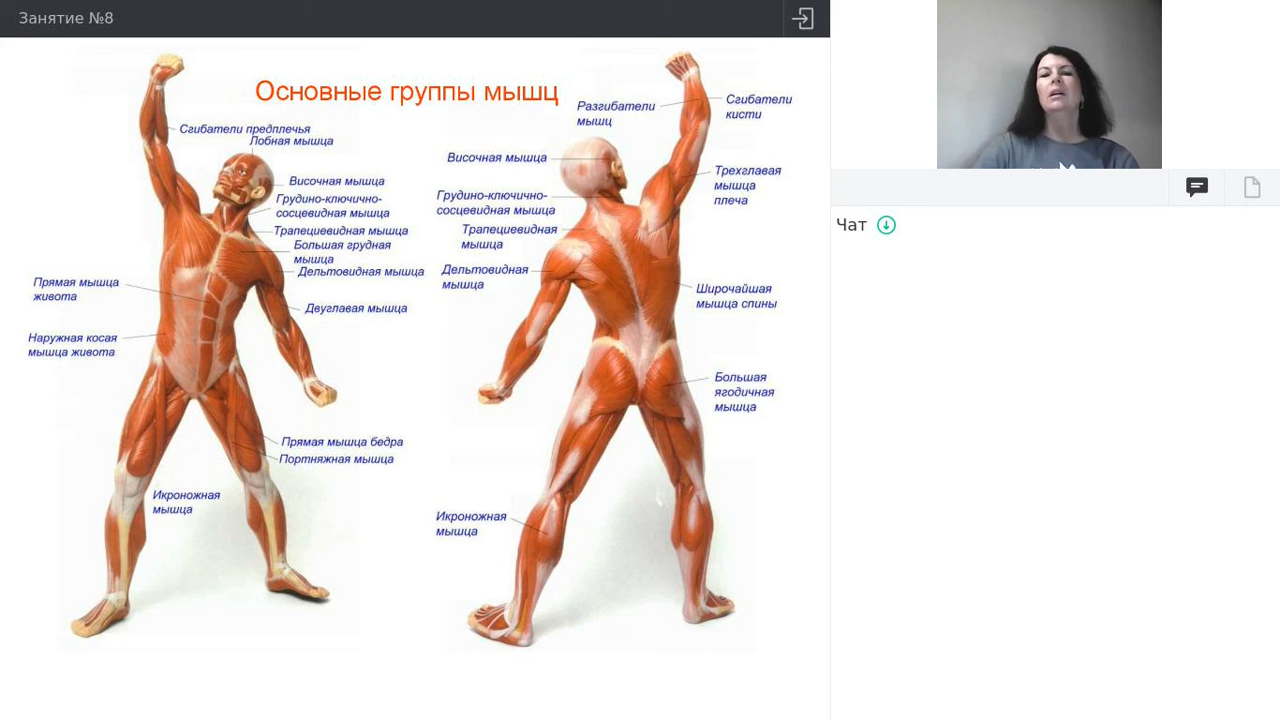 Занятие №8
Основные группы мышц
Сгибатели предплечья
Лобная мышца
Височная мышца
Грудино-ключично-
сосцевидная мышца
Трапециевидная мышца
Большая грудная
мышца
Дельтовидная мышца
Двуглавая мышца
Прямая мышца
живота
Наружная косая
мышца живота
Прямая мышца бедра
Портняжная мышца
Икроножная
мышца
Разгибатели
мышц
Сгибатели
кисти
Височная мышца
Трехглавая
мышца
плеча
Грудино-ключично-
сосцевидная мышца
Трапециевидная
мышца
Дельтовидная
мышца
Широчайшая
мышца спины
Большая
ягодичная
мышца
Икроножная
мышца
Чат